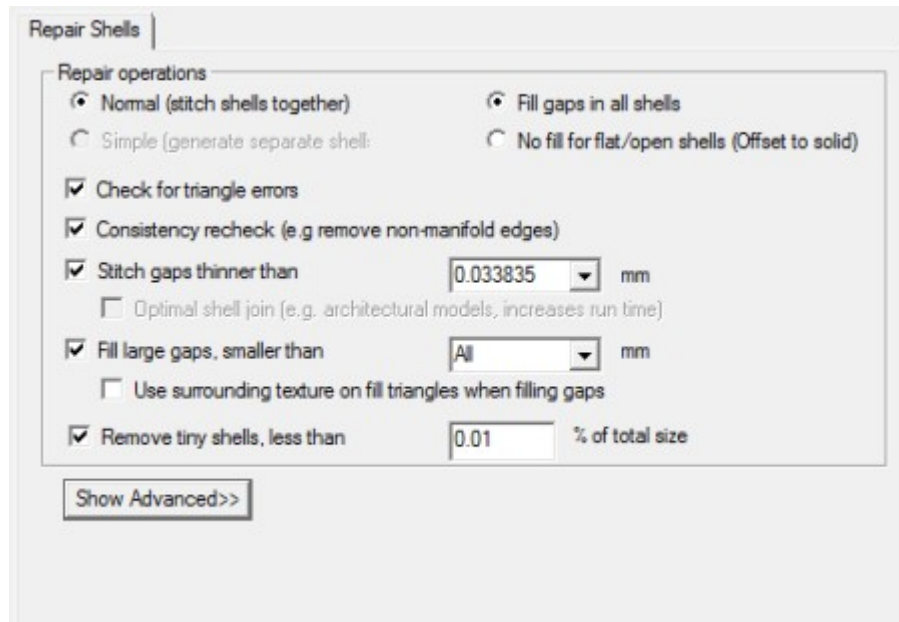 Repair Shells
Repair operations
Normal (stitch shells together)
Fill gaps in all shells
Simple (generate separate shell:
No fill for flat/open shells (Offset to solid)
Check for triangle errors
Consistency recheck (e.g remove non-manifold edges)
Stitch gaps thinner than 0.033835 mm
Optimal shell join (e.g. architectural models, increases run time)
Fill large gaps, smaller than All mm
Use surrounding texture on fill triangles when filling gaps
Remove tiny shells, less than 0.01 % of total size
Show Advanced>>